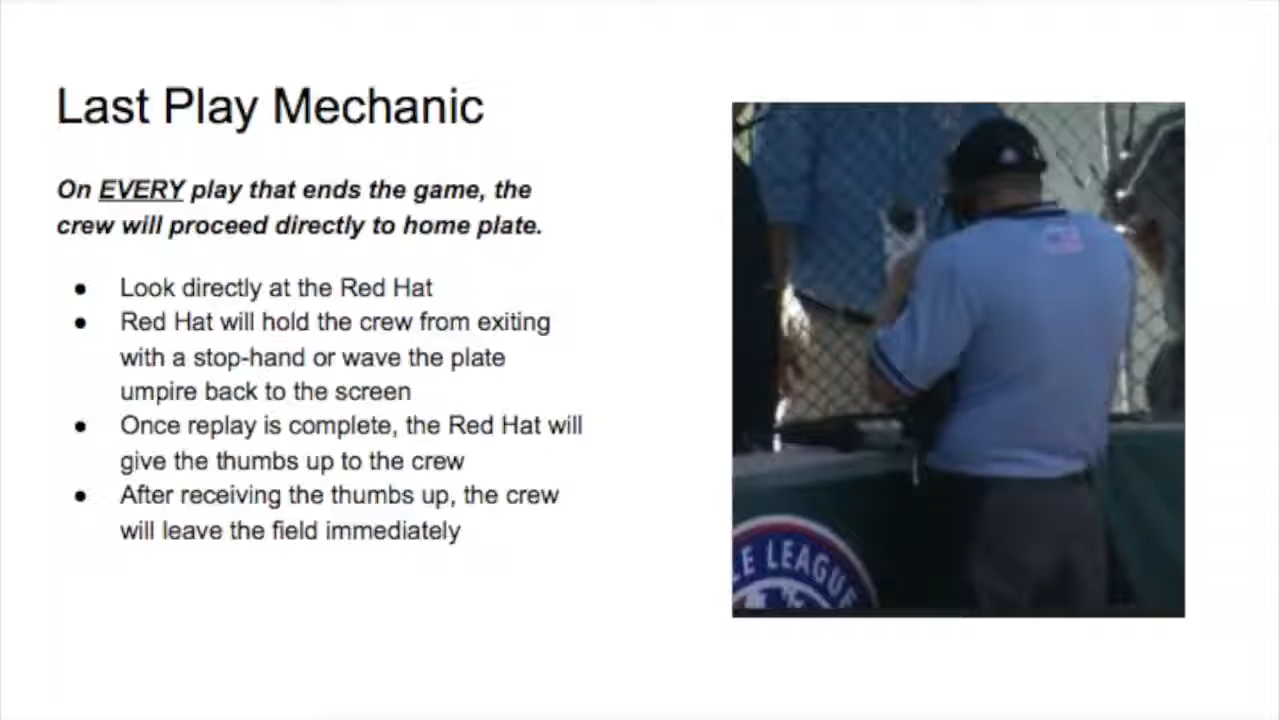 Last Play Mechanic
On EVERY play that ends the game, the
crew will proceed directly to home plate.
● Look directly at the Red Hat
● Red Hat will hold the crew from exiting
with a stop-hand or wave the plate
umpire back to the screen
● Once replay is complete, the Red Hat will
give the thumbs up to the crew
● After receiving the thumbs up, the crew
will leave the field immediately
LE LEAGUE